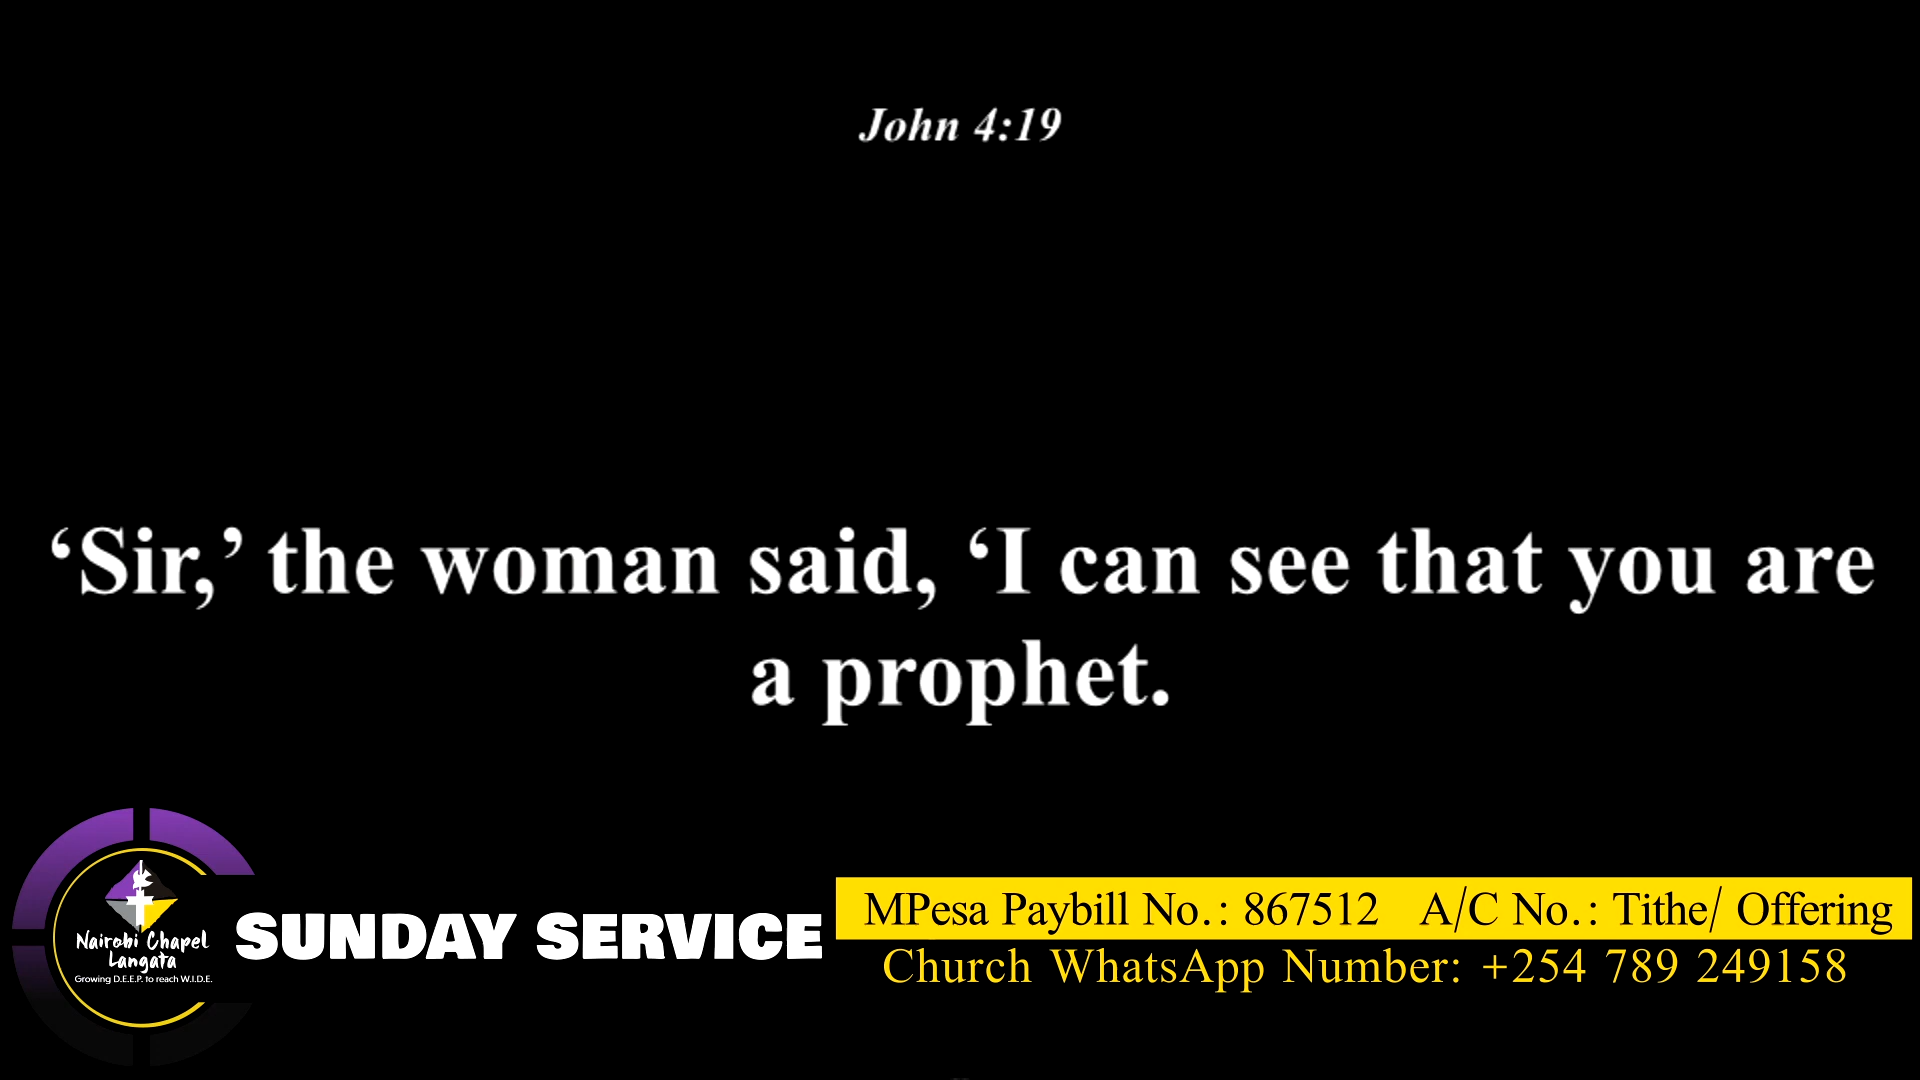 John 4:19
‘Sir,’ the woman said, ‘I can see that you are
a prophet.
Nairobi Chapel
Langata
Growing D.E.E.P. to reach W.I.D.E.
SUNDAY SERVICE
MPesa Paybill No.: 867512 A/C No.: Tithe/ Offering
Church WhatsApp Number: +254 789 249158